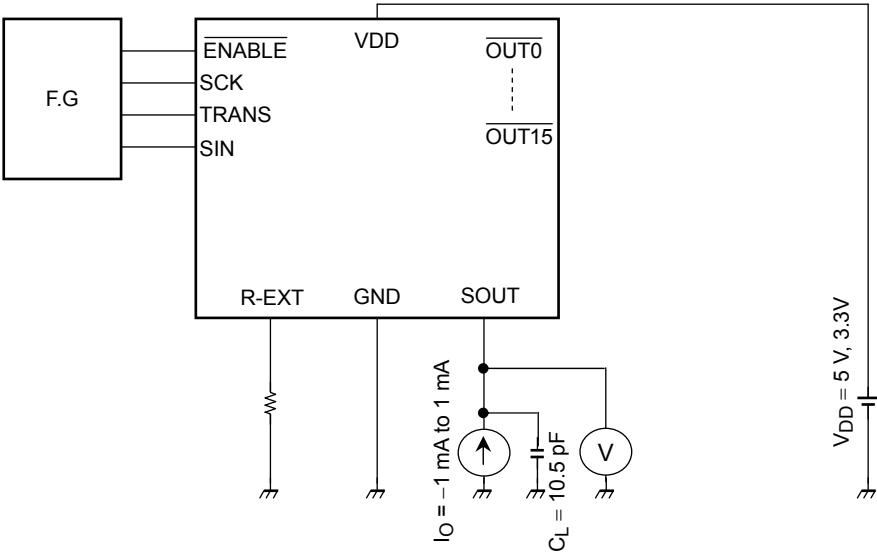 F.G
ENABLE
SCK
TRANS
SIN
VDD
OUT0
OUT15
R-EXT
GND
SOUT
IO = −1 mA to 1 mA
CL = 10.5 pF
V
VDD = 5 V, 3.3V